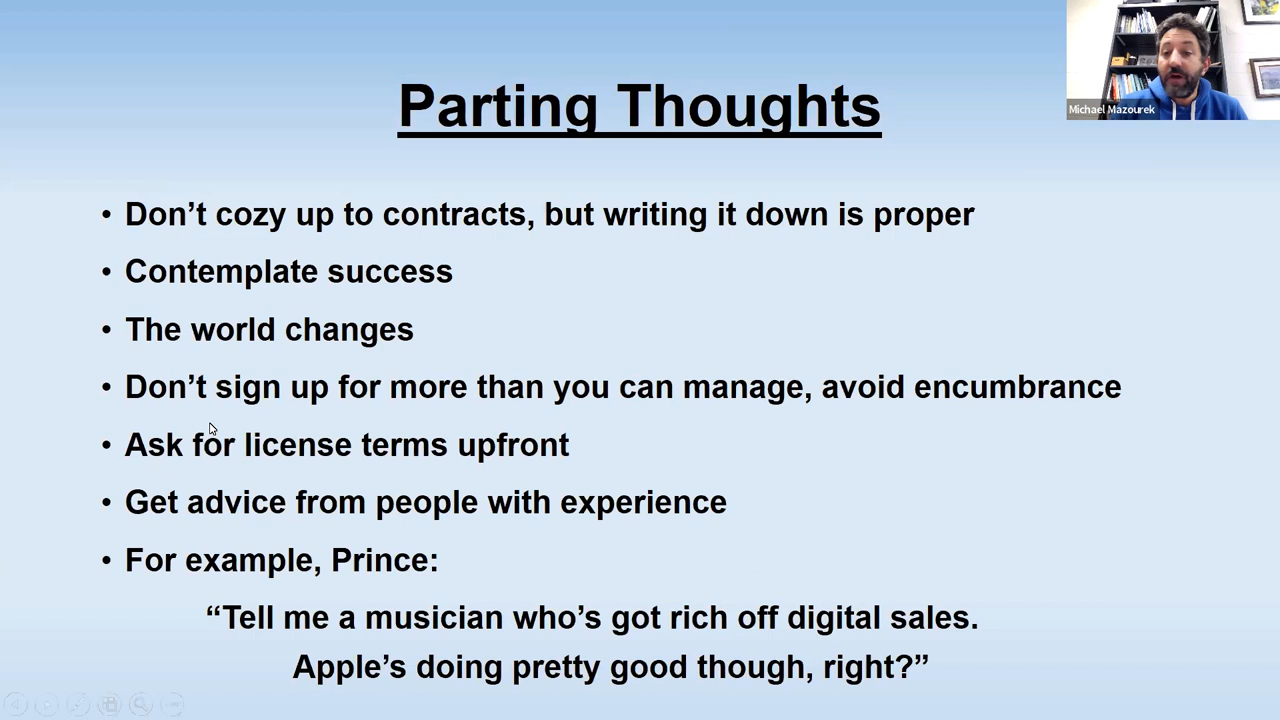 Parting Thoughts
Michael Mazourek
• Don’t cozy up to contracts, but writing it down is proper
• Contemplate success
• The world changes
• Don’t sign up for more than you can manage, avoid encumbrance
• Ask for license terms upfront
• Get advice from people with experience
• For example, Prince:
“Tell me a musician who’s got rich off digital sales.
Apple’s doing pretty good though, right?”